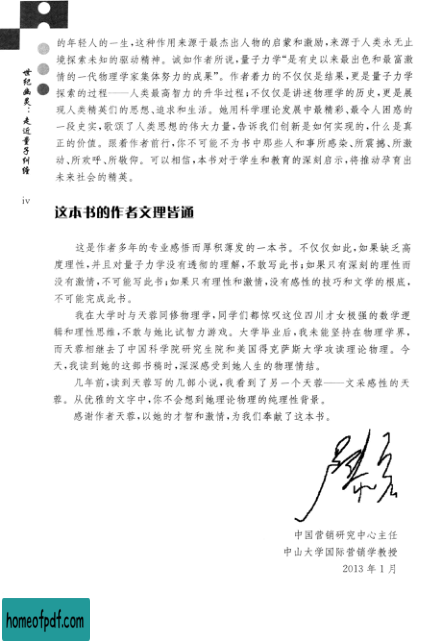 的年轻人的一生,这种作用来源于最杰出人物的启蒙和激励,来源于人类永无止
境探索未知的驱动精神。诚如作者所说,量子力学“是有史以来最出色和最富激
情的一代物理学家集体努力的成果”。作者着力的不仅仅是结果,更是量子力学
探索的过程——人类最高智力的升华过程;不仅仅是讲述物理学的历史,更是展
现人类精英们的思想、追求和生活。她用科学理论发展中最精彩、最令人困惑的
一段史实,歌颂了人类思想的伟大力量,告诉我们创新是如何实现的,什么是真
正的价值。跟着作者前行,你不可能不为书中那些人和事所感染、所震撼、所激
动、所欢呼、所敬仰。可以相信,本书对于学生和教育的深刻启示,将推动孕育出
未来社会的精英。
世纪幽灵:走近量子纠缠
iv
这本书的作者文理皆通
这是作者多年的专业感悟而厚积薄发的一本书。不仅仅如此,如果缺乏高
度理性,并且对量子力学没有透彻的理解,不敢写此书;如果只有深刻的理性而
没有激情,不可能写此书;如果只有理性和激情,没有感性的技巧和文学的根底,
不可能完成此书。
我在大学时与天蓉同修物理学,同学们都惊叹这位四川才女极强的数学逻
辑和理性思维,不敢与她比试智力游戏。大学毕业后,我未能坚持在物理学界,
而天蓉相继去了中国科学院研究生院和美国得克萨斯大学攻读理论物理。今
天,我读到她的这部书稿时,深深感受到她人生的物理情结。
几年前,读到天蓉写的几部小说,我看到了另一个天蓉——文采感性的天
蓉。从优雅的文字中,你不会想到她理论物理的纯理性背景。
感谢作者天蓉,以她的才智和激情,为我们奉献了这本书。
中国营销研究中心主任
中山大学国际营销学教授
2013 年 1 月
homeofpdf.com